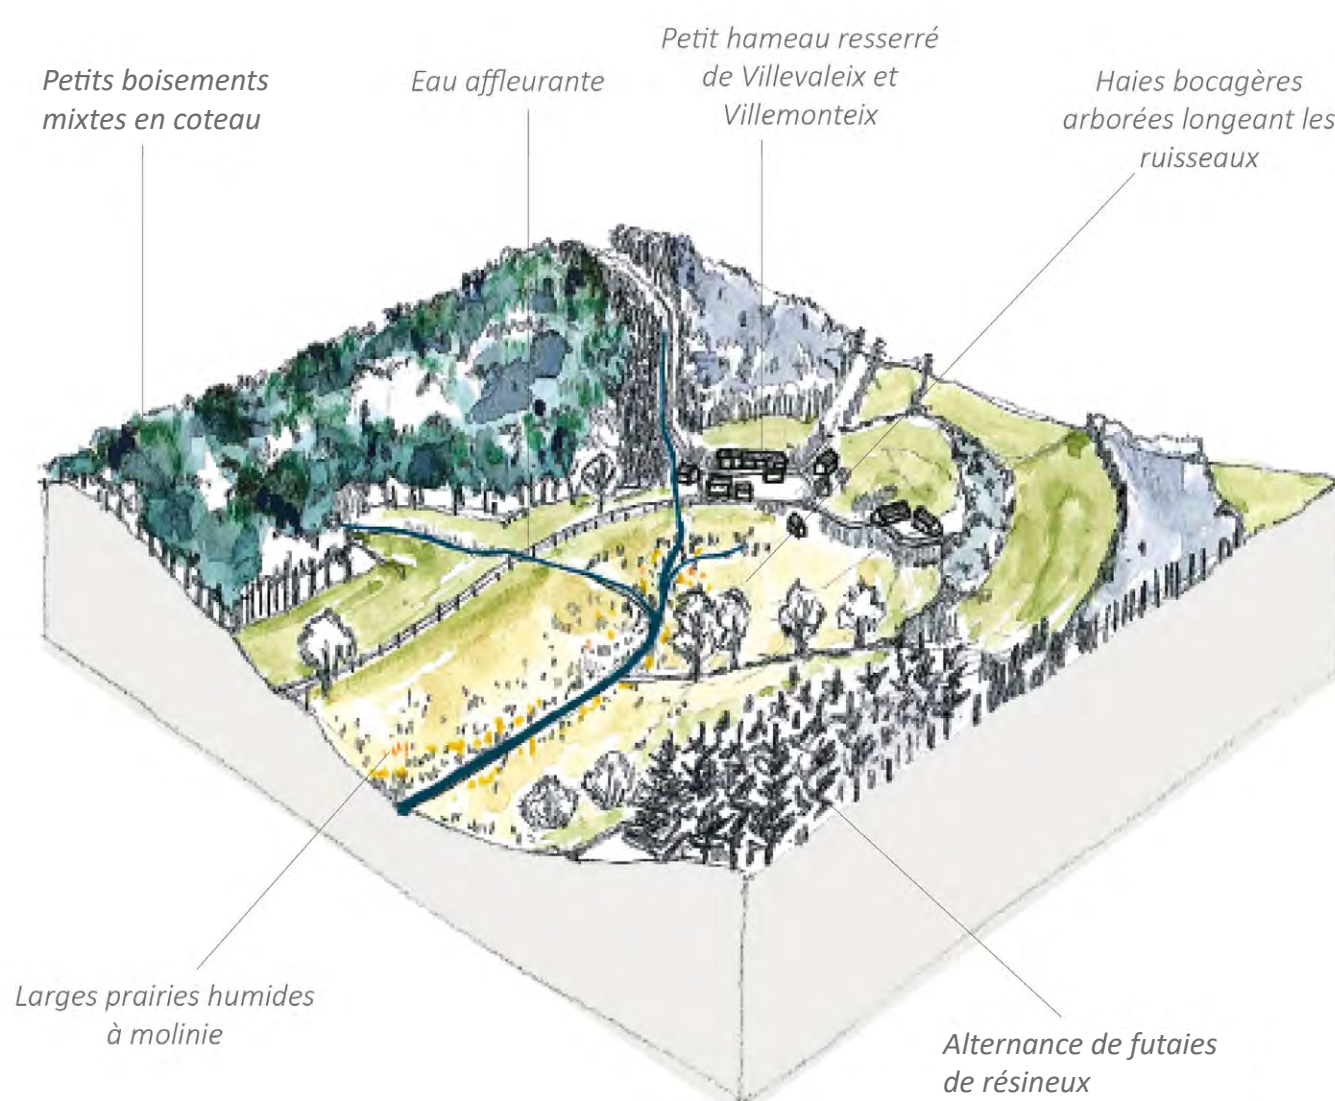 Petits boisements
mixtes en coteau
Eau affleurante
Petit hameau resserré
de Villevaleix et
Villemonteix
Haies bocagères
arborées longeant les
ruisseaux
Larges prairies humides
à molinie
Alternance de futaies
de résineux